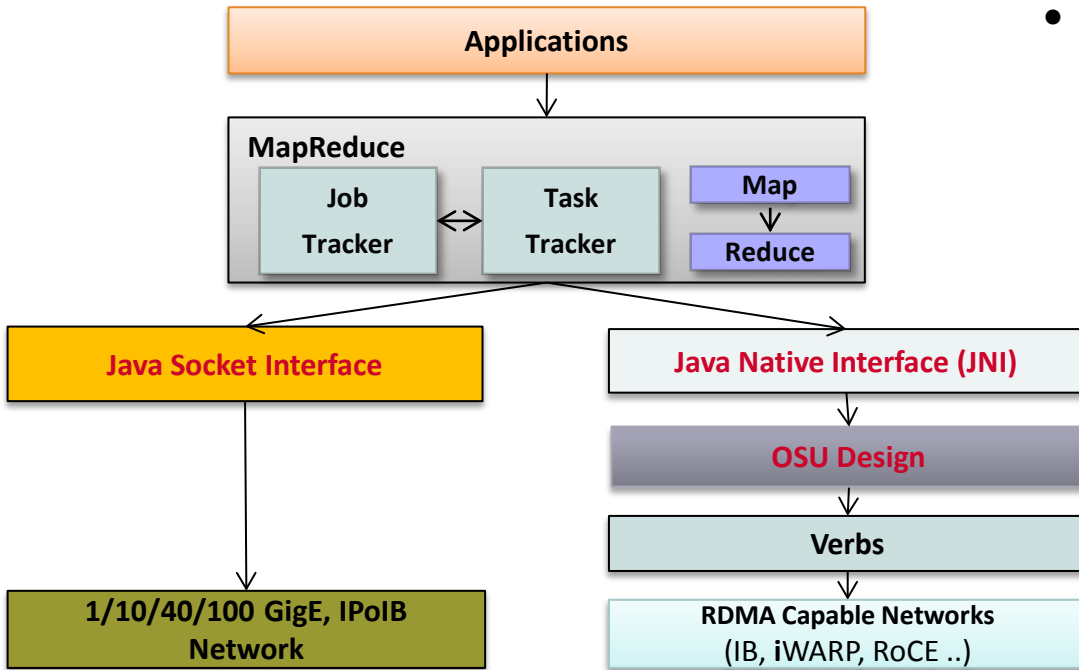 •
Applications
MapReduce
Job
Tracker
Task
Tracker
Map
Reduce
Java Socket Interface
Java Native Interface (JNI)
OSU Design
Verbs
1/10/40/100 GigE, IPoIB
Network
RDMA Capable Networks
(IB, iWARP, RoCE ..)